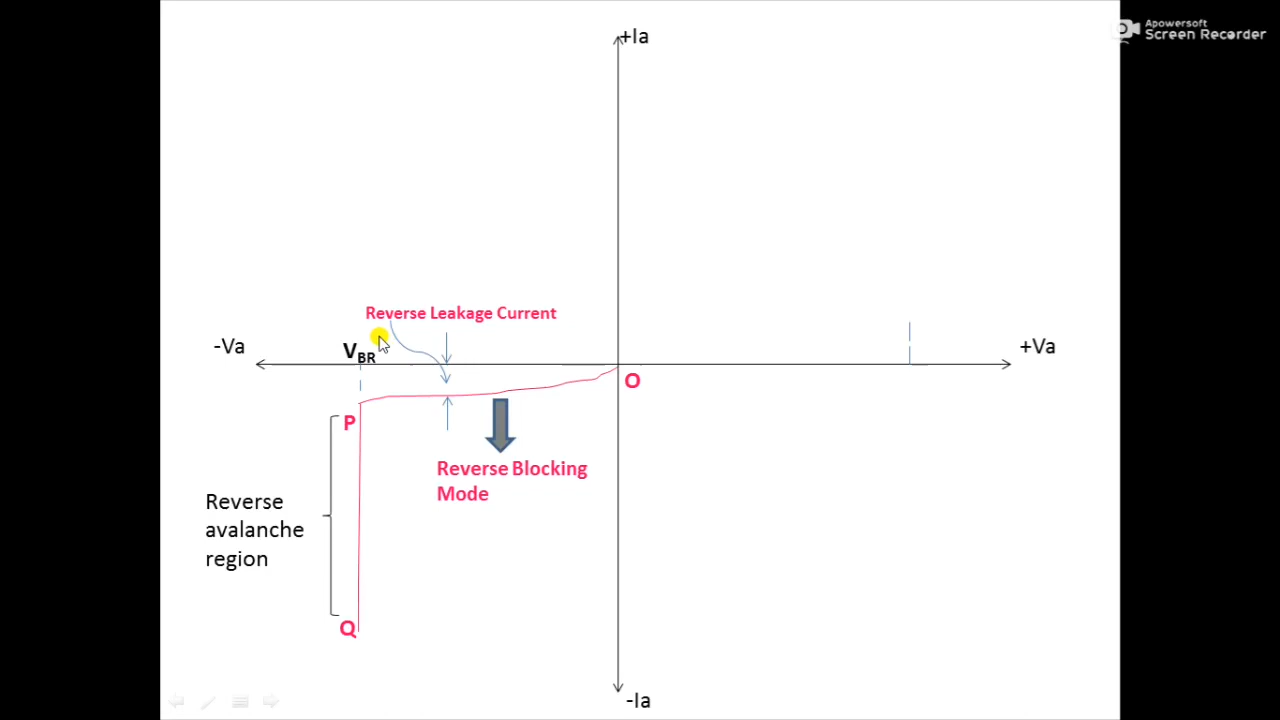 Apowersoft
Screen Recorder
+Ia
Reverse Leakage Current
-Va
VBR
+Va
O
P
Reverse Blocking
Mode
Reverse
avalanche
region
Q
-Ia